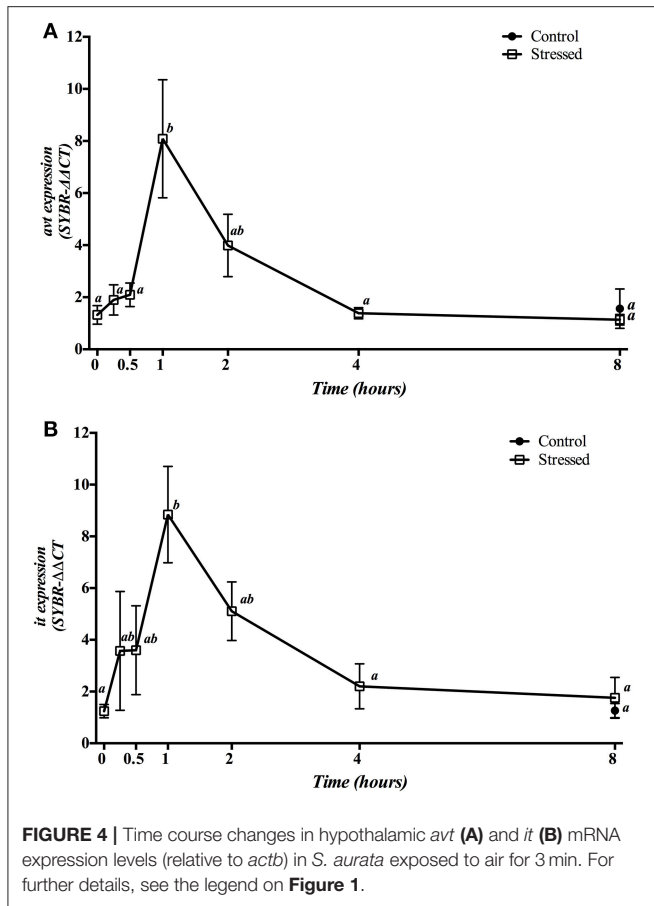 A
12
10
8
6
4
2
0
avt expression
(SYBR-ΔΔCT)
Control
Stressed
a
a
a
b
ab
a
a
a
0
0.5
1
2
4
8
Time (hours)
B
12
10
8
6
4
2
0
it expression
(SYBR-ΔΔCT
Control
Stressed
a
ab
ab
b
ab
a
a
a
0
0.5
1
2
4
8
Time (hours)
FIGURE 4 | Time course changes in hypothalamic avt (A) and it (B) mRNA
expression levels (relative to actb) in S. aurata exposed to air for 3 min. For
further details, see the legend on Figure 1.